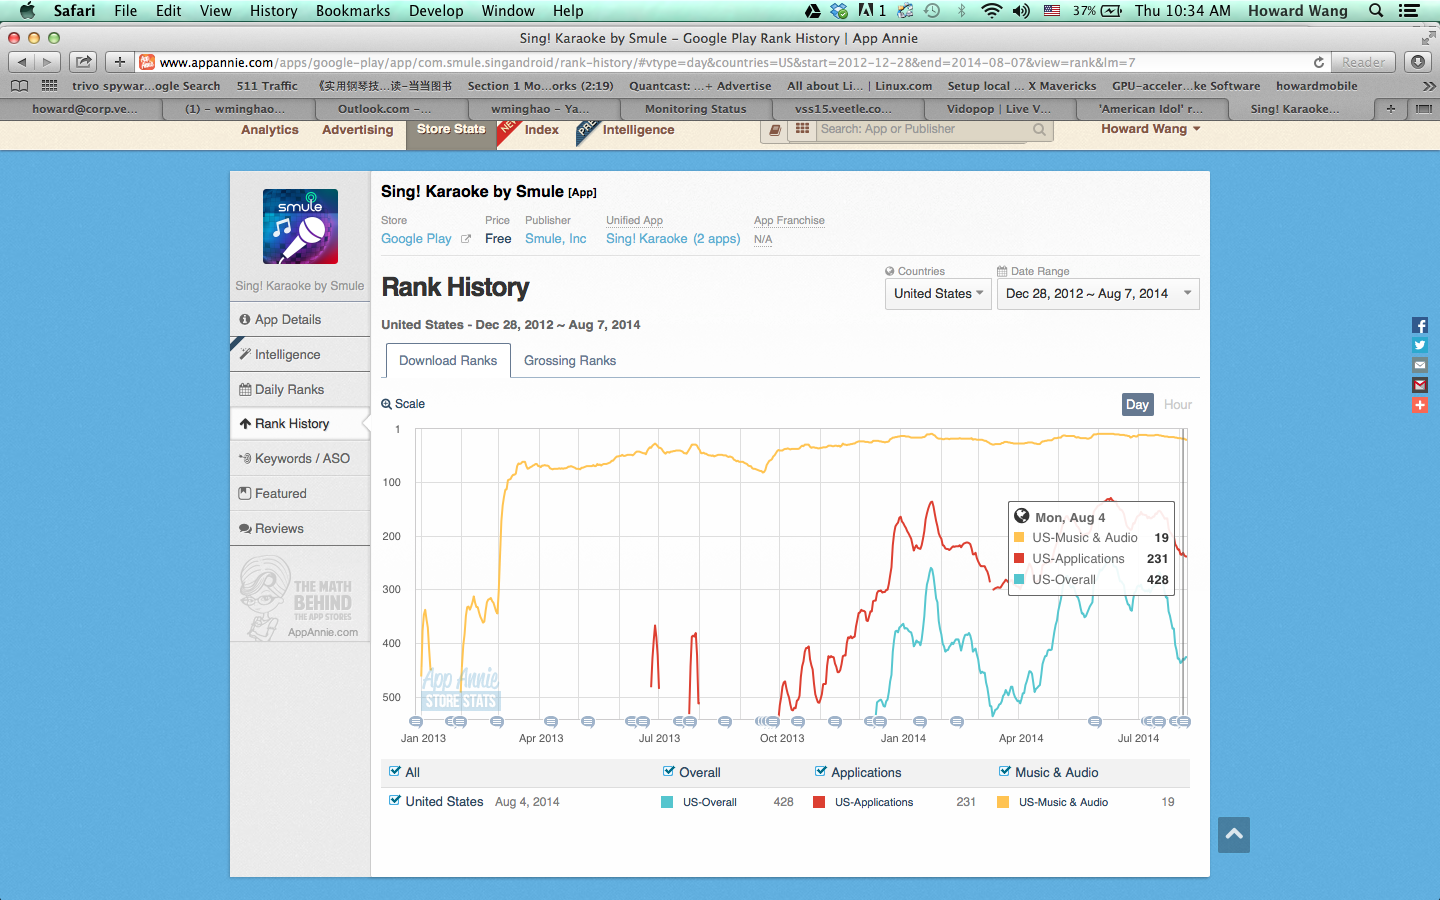 Safari File Edit View History Bookmarks Develop Window Help 1 37% Thu 10:34 AM Howard Wang
Sing! Karaoke by Smule – Google Play Rank History | App Annie
www.appannie.com/apps/google-play/app/com.smule.singandroid/rank-history/#vtype=day&countries=US&start=2012-12-28&end=2014-08-07&view=rank&lm=7 Reader
trivo spywar...ogle Search 511 Traffic 《实用钢琴技...读-当当图书 Section 1 Mo...orks (2:19) Quantcast: ...+ Advertise All about Li... | Linux.com Setup local ... X Mavericks GPU-acceler...ke Software howardmobile
howard@corp.ve... (1) – wminghao... Outlook.com –... wminghao – Ya... Monitoring Status vss15.veetle.co... Vidopop | Live V... 'American Idol' r... Sing! Karaoke...
Analytics Advertising Store Stats NEW Index PRE Intelligence Search: App or Publisher Howard Wang
smule
Sing! Karaoke by Smule
App Details
Intelligence
Daily Ranks
Rank History
Keywords / ASO
Featured
Reviews
THE MATH
BEHIND
THE APP STORES
AppAnnie.com
Sing! Karaoke by Smule [App]
Store Price Publisher Unified App App Franchise
Google Play Free Smule, Inc Sing! Karaoke (2 apps) N/A
Rank History
Countries Date Range
United States Dec 28, 2012 ~ Aug 7, 2014
United States - Dec 28, 2012 ~ Aug 7, 2014
Download Ranks Grossing Ranks
Scale Day Hour
1
100
200
300
400
500
Mon, Aug 4
US-Music & Audio 19
US-Applications 231
US-Overall 428
App Annie
STORE STATS
Jan 2013 Apr 2013 Jul 2013 Oct 2013 Jan 2014 Apr 2014 Jul 2014
All Overall Applications Music & Audio
United States Aug 4, 2014 US-Overall 428 US-Applications 231 US-Music & Audio 19